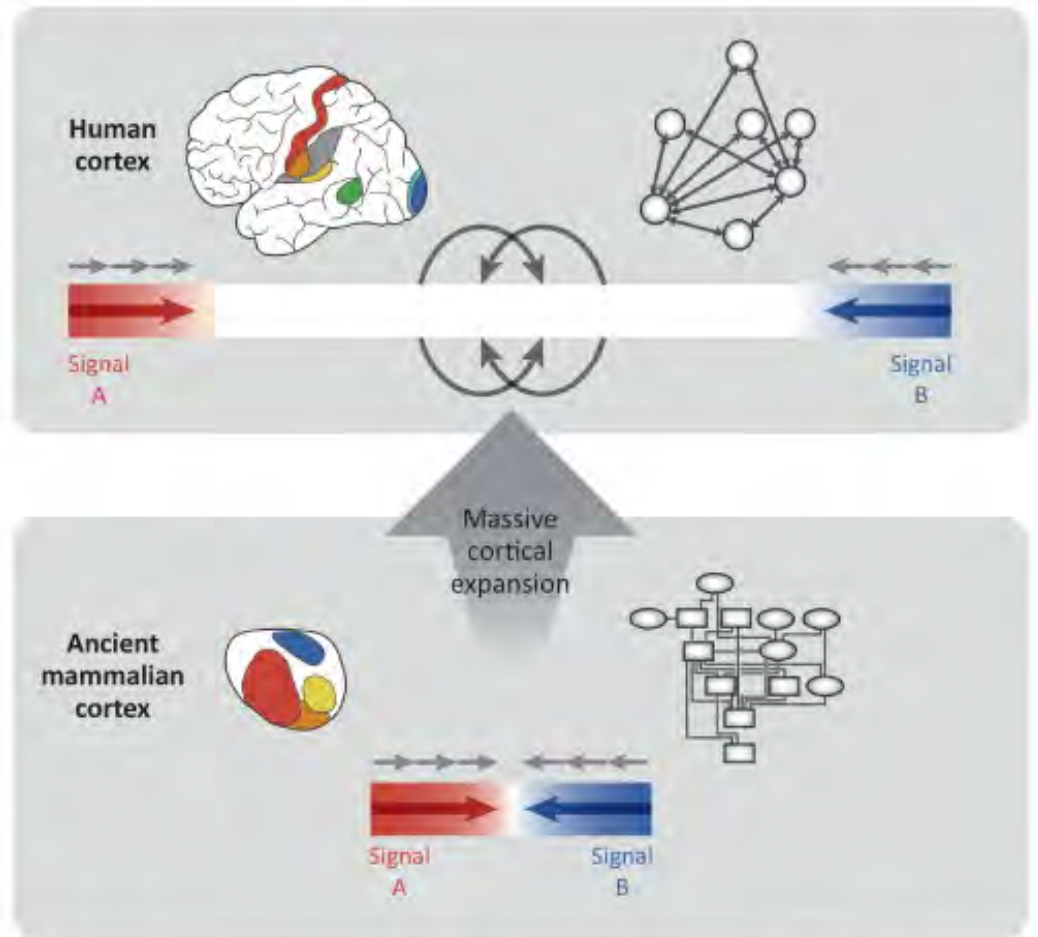 Human
cortex
Signal
A
Signal
B
Massive
cortical
expansion
Ancient
mammalian
cortex
Signal
A
Signal
B